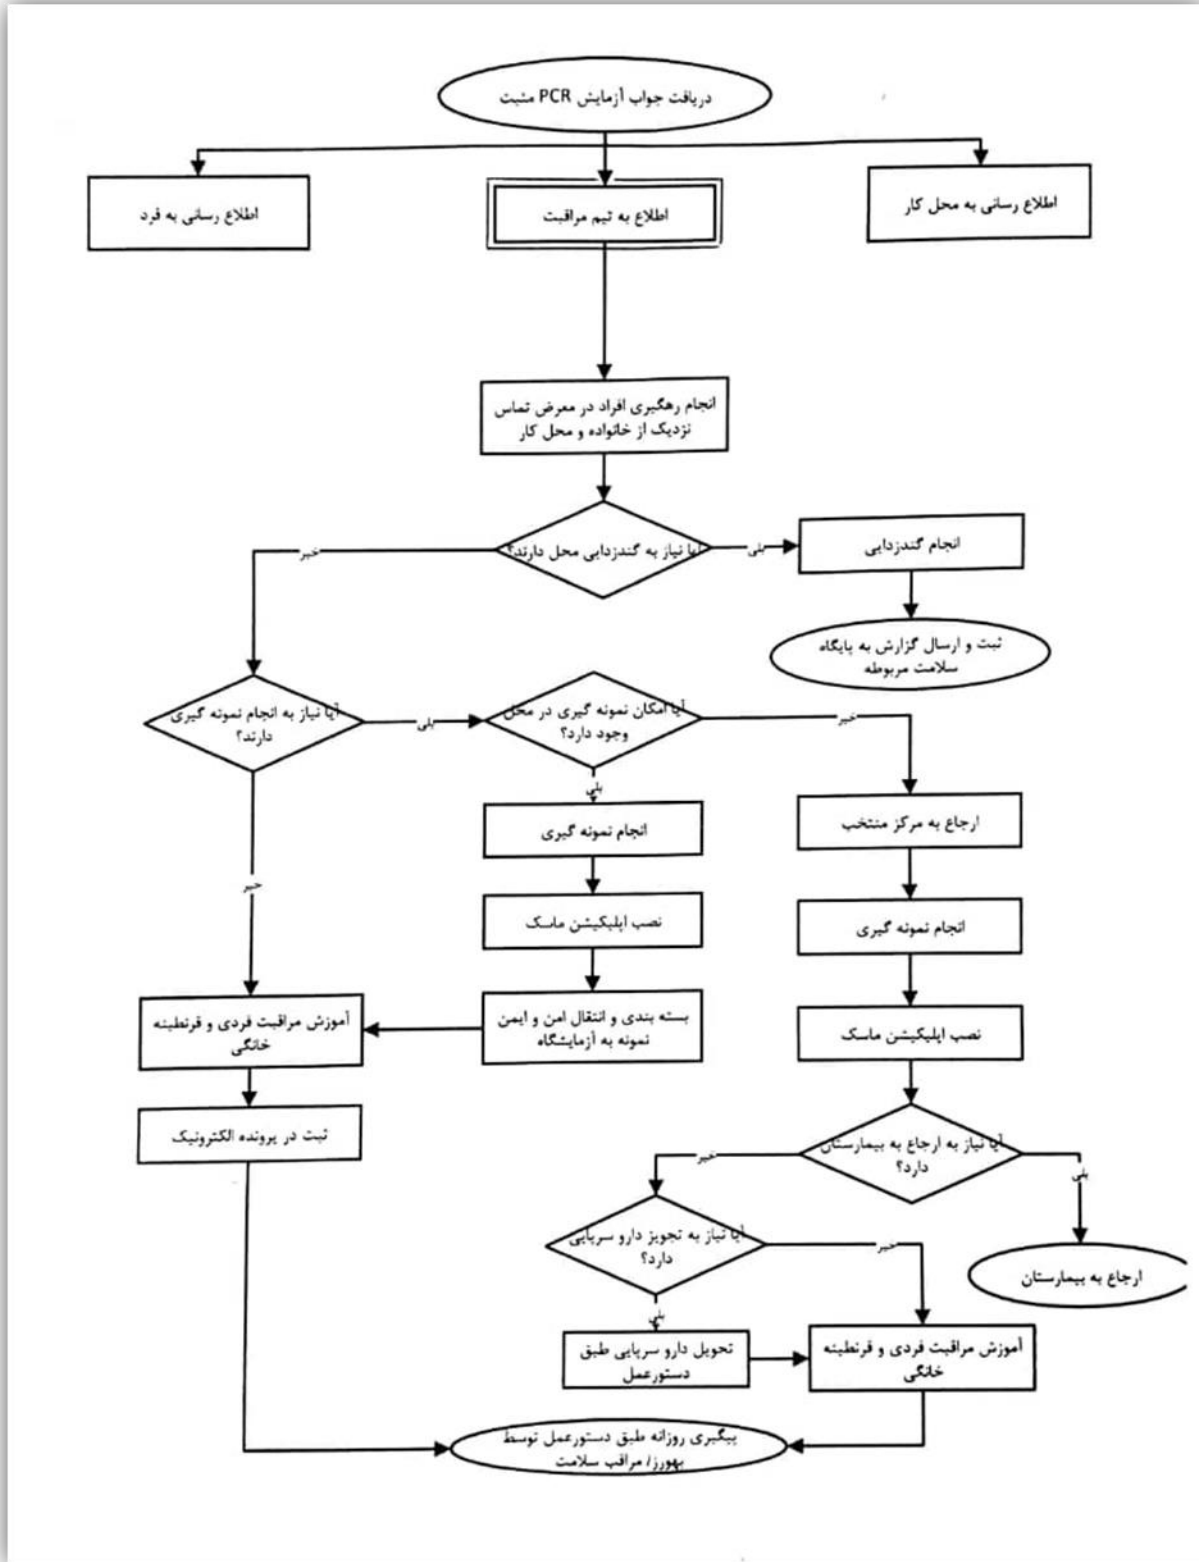 دریافت جواب آزمایش PCR مثبت
اطلاع رسانی به محل کار
اطلاع به تیم مراقبت
اطلاع رسانی به فرد
انجام رهگیری افراد در معرض تماس
نزدیک از خانواده و محل کار
آیا نیاز به گندزدایی محل دارند؟
بلی
خیر
انجام گندزدایی
ثبت و ارسال گزارش به پایگاه
سلامت مربوطه
آیا نیاز به انجام نمونه گیری
دارند؟
بلی
خیر
آیا امکان نمونه گیری در محل
وجود دارد؟
خیر
بلی
ارجاع به مرکز منتخب
انجام نمونه گیری
نصب اپلیکیشن ماسک
انجام نمونه گیری
نصب اپلیکیشن ماسک
بسته بندی و انتقال امن و ایمن
نمونه به آزمایشگاه
آموزش مراقبت فردی و قرنطینه
خانگی
ثبت در پرونده الکترونیک
آیا نیاز به ارجاع به بیمارستان
دارد؟
بلی
خیر
ارجاع به بیمارستان
آیا نیاز به تجویز دارو سرپایی
دارد؟
خیر
بلی
تحویل دارو سرپایی طبق
دستورعمل
آموزش مراقبت فردی و قرنطینه
خانگی
پیگیری روزانه طبق دستورعمل توسط
بهورز/ مراقب سلامت